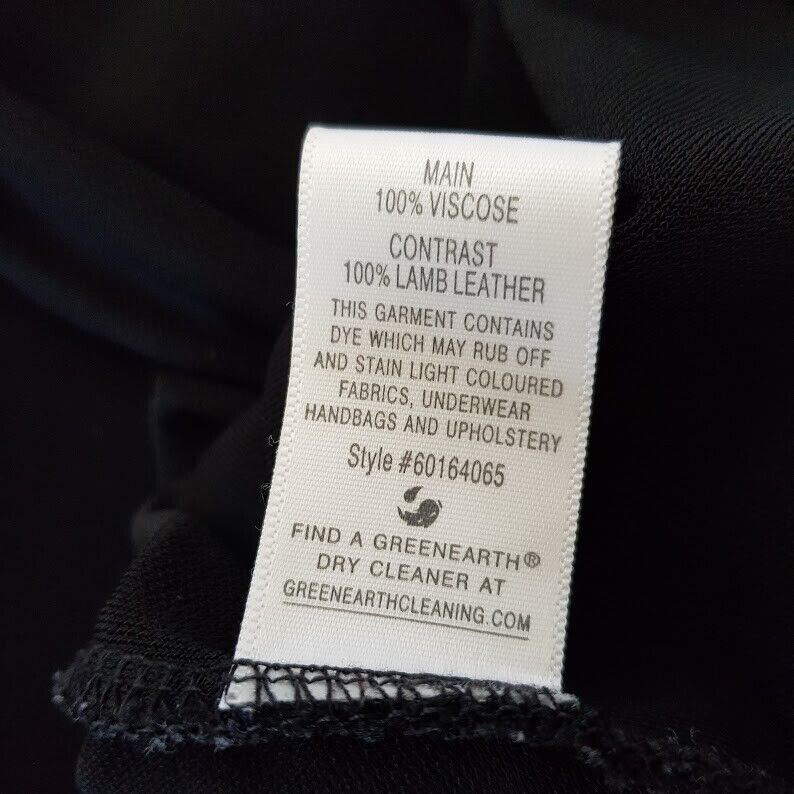 MAIN
100% VISCOSE
CONTRAST
100% LAMB LEATHER
THIS GARMENT CONTAINS
DYE WHICH MAY RUB OFF
AND STAIN LIGHT COLOURED
FABRICS, UNDERWEAR
HANDBAGS AND UPHOLSTERY
Style #60164065
FIND A GREENEARTH®
DRY CLEANER AT
GREENEARTHCLEANING.COM